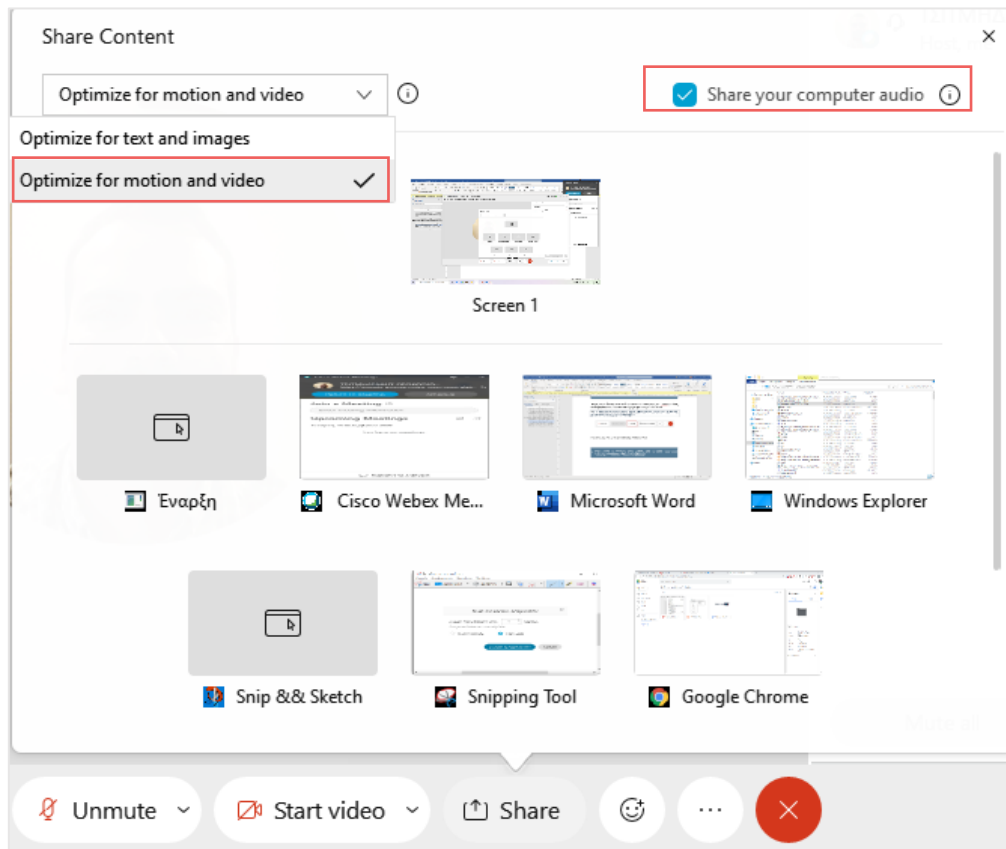 Share Content
Optimize for motion and video
Share your computer audio
Optimize for text and images
Optimize for motion and video
Screen 1
Έναρξη
Cisco Webex Me...
Microsoft Word
Windows Explorer
Snip && Sketch
Snipping Tool
Google Chrome
Mute all
Unmute
Start video
Share